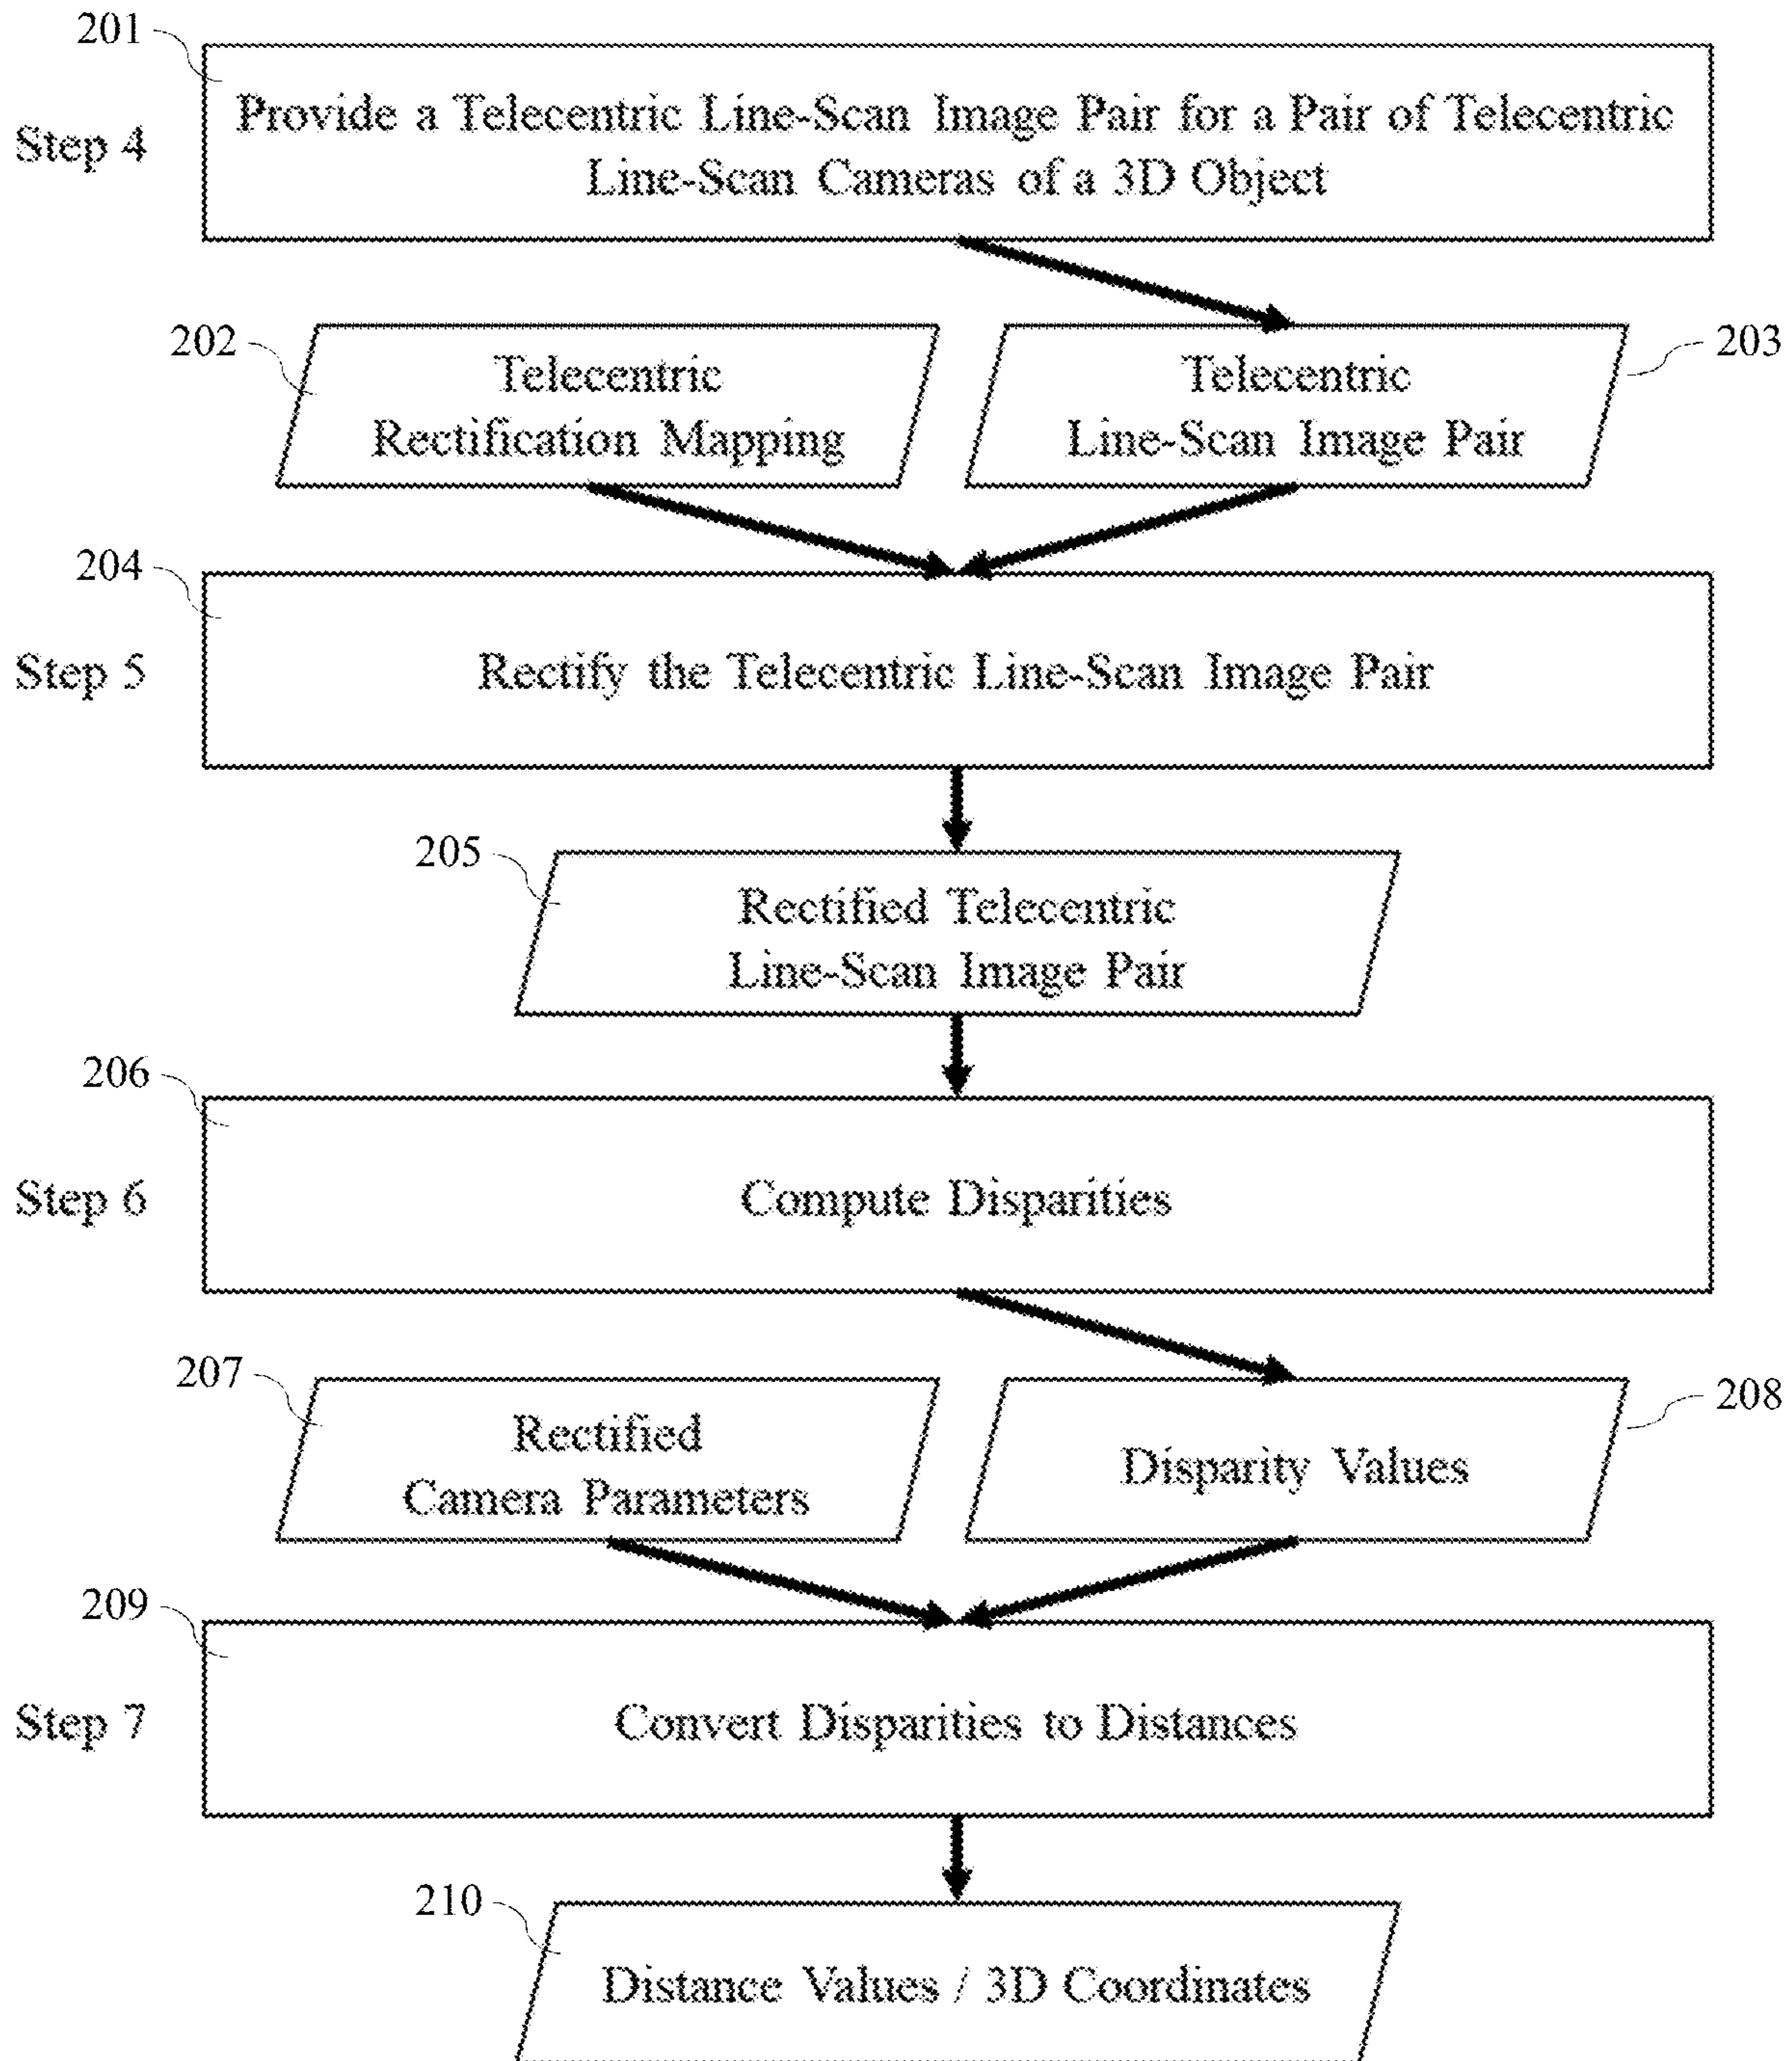 201
Step 4
Provide a Telecentric Line-Scan Image Pair for a Pair of Telecentric
Line-Scan Cameras of a 3D Object
202
Telecentric
Rectification Mapping
203
Telecentric
Line-Scan Image Pair
204
Step 5
Rectify the Telecentric Line-Scan Image Pair
205
Rectified Telecentric
Line-Scan Image Pair
206
Step 6
Compute Disparities
207
Rectified
Camera Parameters
208
Disparity Values
209
Step 7
Convert Disparities to Distances
210
Distance Values / 3D Coordinates